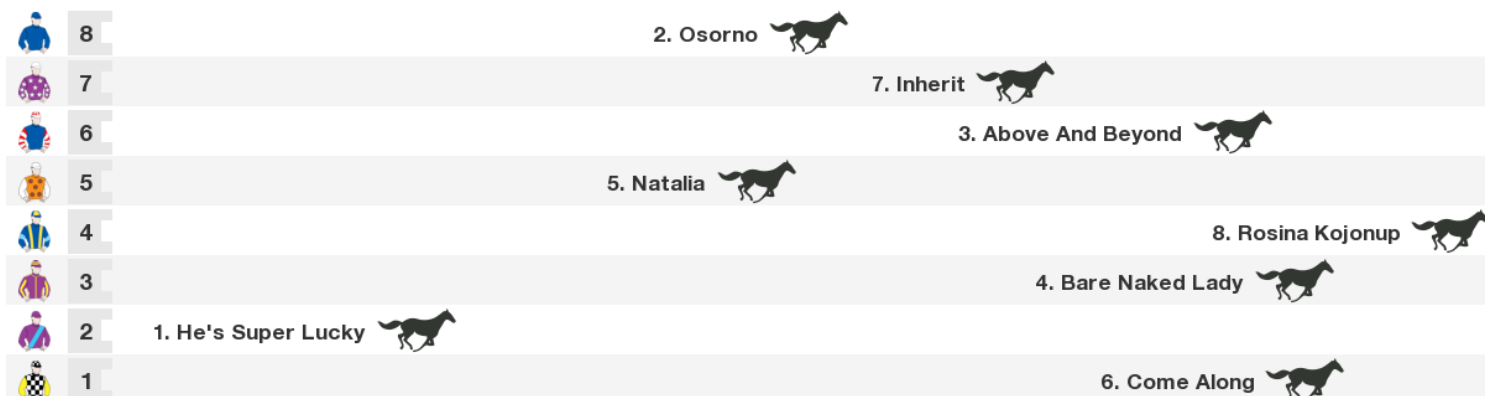 8 2. Osorno
7 7. Inherit
6 3. Above And Beyond
5 5. Natalia
4 8. Rosina Kojonup
3 4. Bare Naked Lady
2 1. He's Super Lucky
1 6. Come Along